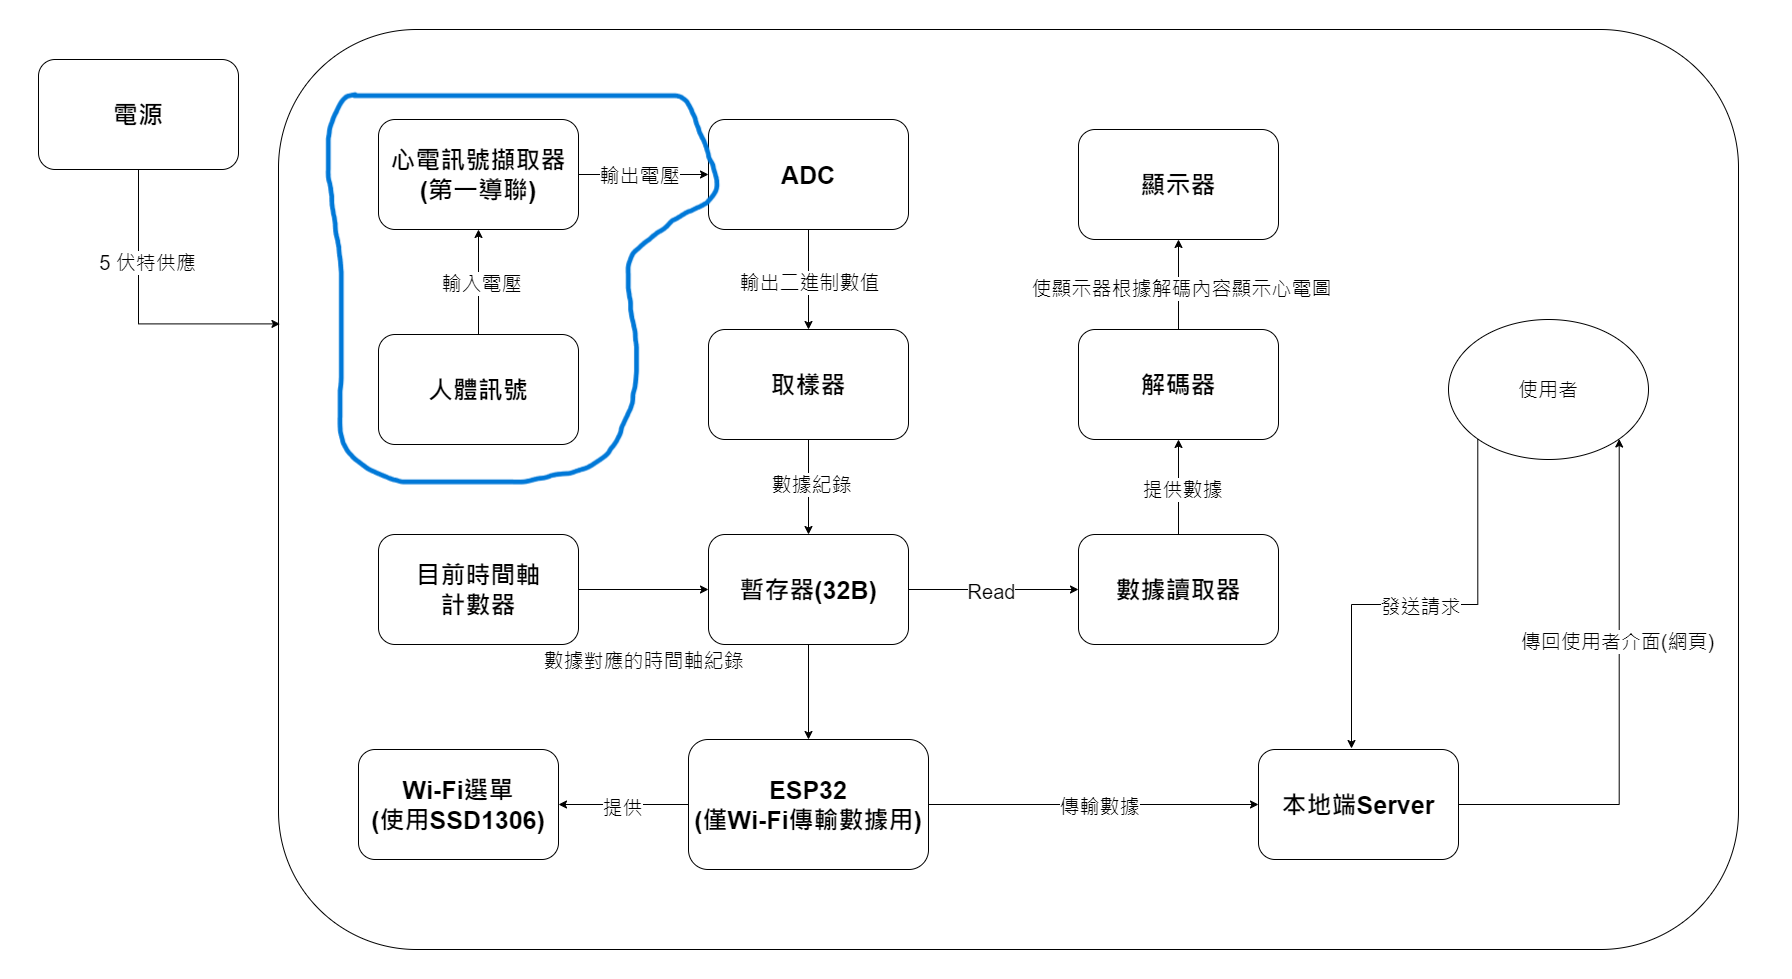 電源
5 伏特供應
心電訊號擷取器
(第一導聯)
輸出電壓
ADC
輸入電壓
人體訊號
輸出二進制數值
取樣器
數據紀錄
目前時間軸
計數器
數據對應的時間軸紀錄
暫存器(32B)
Read
數據讀取器
提供數據
解碼器
使顯示器根據解碼內容顯示心電圖
顯示器
使用者
發送請求
傳回使用者介面(網頁)
Wi-Fi選單
(使用SSD1306)
提供
ESP32
(僅Wi-Fi傳輸數據用)
傳輸數據
本地端Server